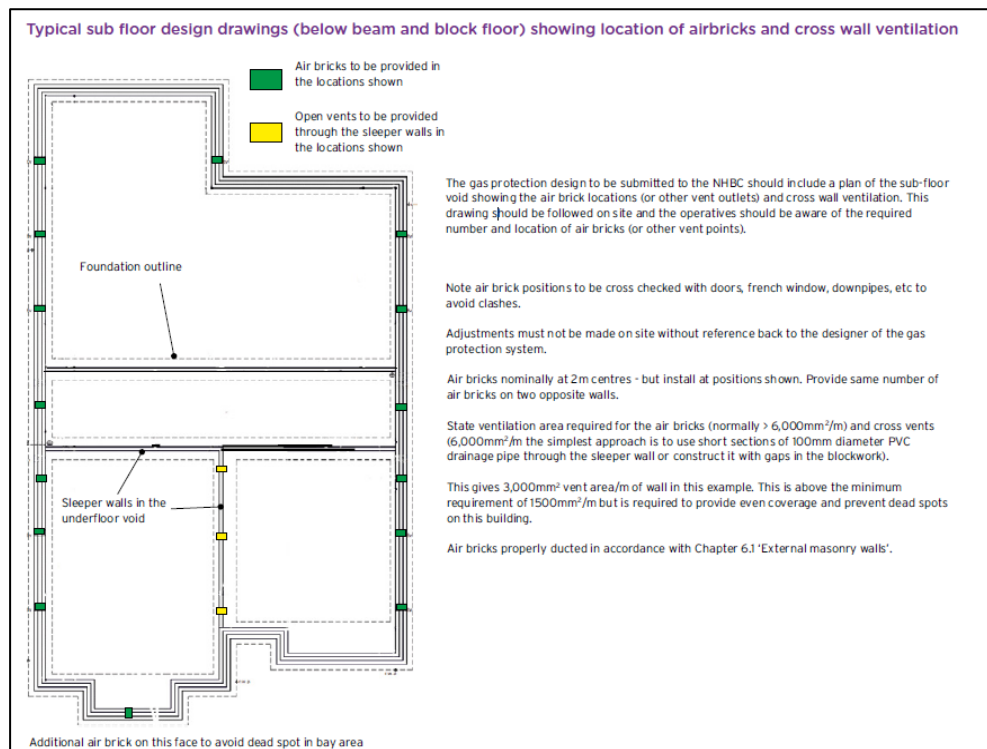 Typical sub floor design drawings (below beam and block floor) showing location of airbricks and cross wall ventilation
Air bricks to be provided in
the locations shown
Open vents to be provided
through the sleeper walls in
the locations shown
The gas protection design to be submitted to the NHBC should include a plan of the sub-floor
void showing the air brick locations (or other vent outlets) and cross wall ventilation. This
drawing should be followed on site and the operatives should be aware of the required
number and location of air bricks (or other vent points).
Foundation outline
Note air brick positions to be cross checked with doors, french window, downpipes, etc to
avoid clashes.
Adjustments must not be made on site without reference back to the designer of the gas
protection system.
Air bricks nominally at 2m centres - but install at positions shown. Provide same number of
air bricks on two opposite walls.
State ventilation area required for the air bricks (normally > 6,000mm²/m) and cross vents
(6,000mm²/m the simplest approach is to use short sections of 100mm diameter PVC
drainage pipe through the sleeper wall or construct it with gaps in the blockwork).
Sleeper walls in the
underfloor void
This gives 3,000mm² vent area/m of wall in this example. This is above the minimum
requirement of 1500mm²/m but is required to provide even coverage and prevent dead spots
on this building.
Air bricks properly ducted in accordance with Chapter 6.1 ‘External masonry walls’.
Additional air brick on this face to avoid dead spot in bay area